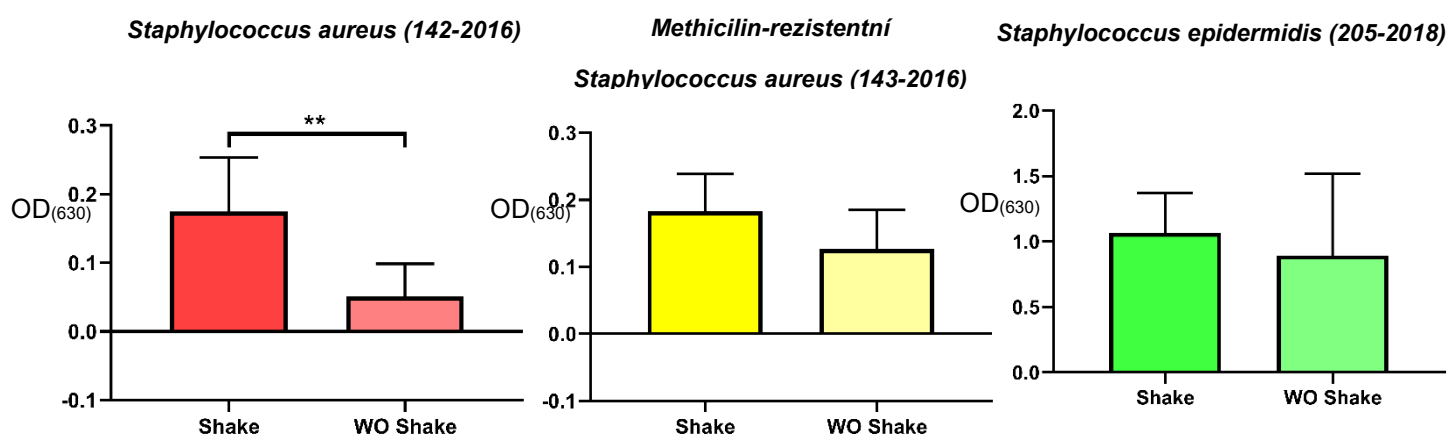 Staphylococcus aureus (142-2016)
**
0.3
0.2
OD(630)
0.1
0.0
-0.1
Shake
WO Shake
Methicilin-rezistentní
Staphylococcus aureus (143-2016)
0.3
0.2
OD(630)
0.1
0.0
-0.1
Shake
WO Shake
Staphylococcus epidermidis (205-2018)
2.0
1.5
OD(630)
1.0
0.5
0.0
Shake
WO Shake